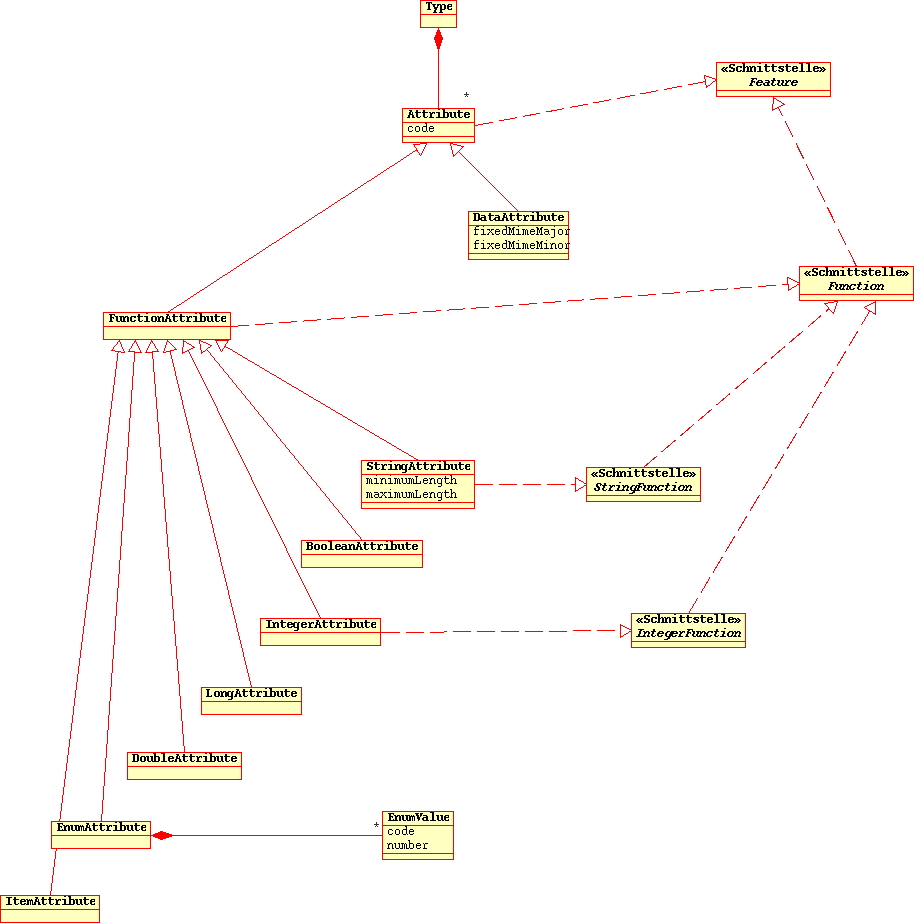 Type
*
«Schnittstelle»
Feature
Attribute
code
DataAttribute
fixedMimeMajor
fixedMimeMinor
«Schnittstelle»
Function
FunctionAttribute
StringAttribute
minimumLength
maximumLength
«Schnittstelle»
StringFunction
BooleanAttribute
IntegerAttribute
«Schnittstelle»
IntegerFunction
LongAttribute
DoubleAttribute
EnumAttribute
*
EnumValue
code
number
ItemAttribute